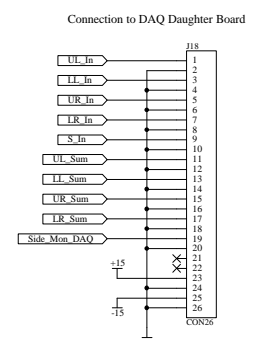 Connection to DAQ Daughter Board
J18
UL_In 1
2
LL_In 3
4
UR_In 5
6
LR_In 7
8
S_In 9
10
UL_Sum 11
12
LL_Sum 13
14
UR_Sum 15
16
LR_Sum 17
18
Side_Mon_DAQ 19
20
21
+15 22
23
24
25
-15 26
CON26